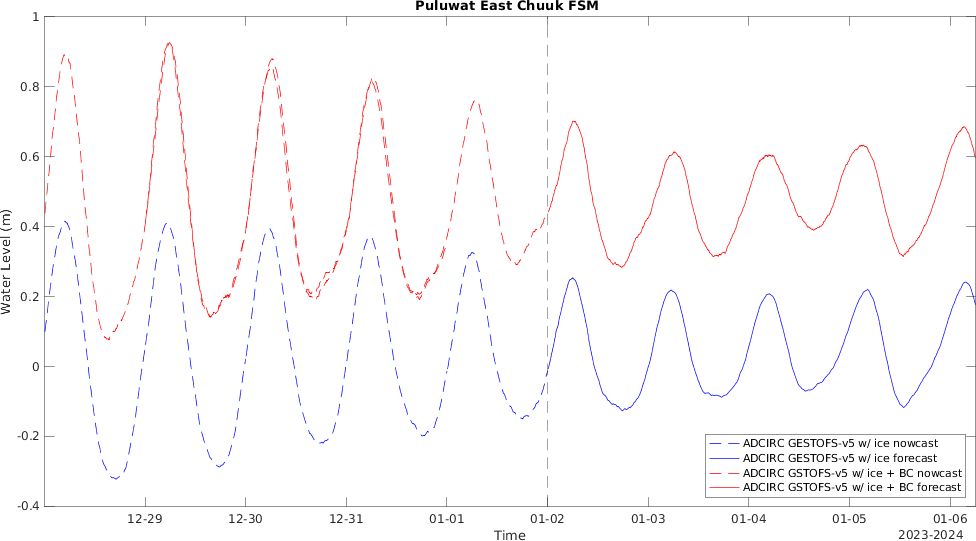 Puluwat East Chuuk FSM
1
0.8
0.6
0.4
0.2
0
-0.2
-0.4
Water Level (m)
ADCIRC GESTOFS-v5 w/ ice nowcast
ADCIRC GESTOFS-v5 w/ ice forecast
ADCIRC GSTOFS-v5 w/ ice + BC nowcast
ADCIRC GSTOFS-v5 w/ ice + BC forecast
12-29 12-30 12-31 01-01 01-02 01-03 01-04 01-05 01-06
Time
2023-2024